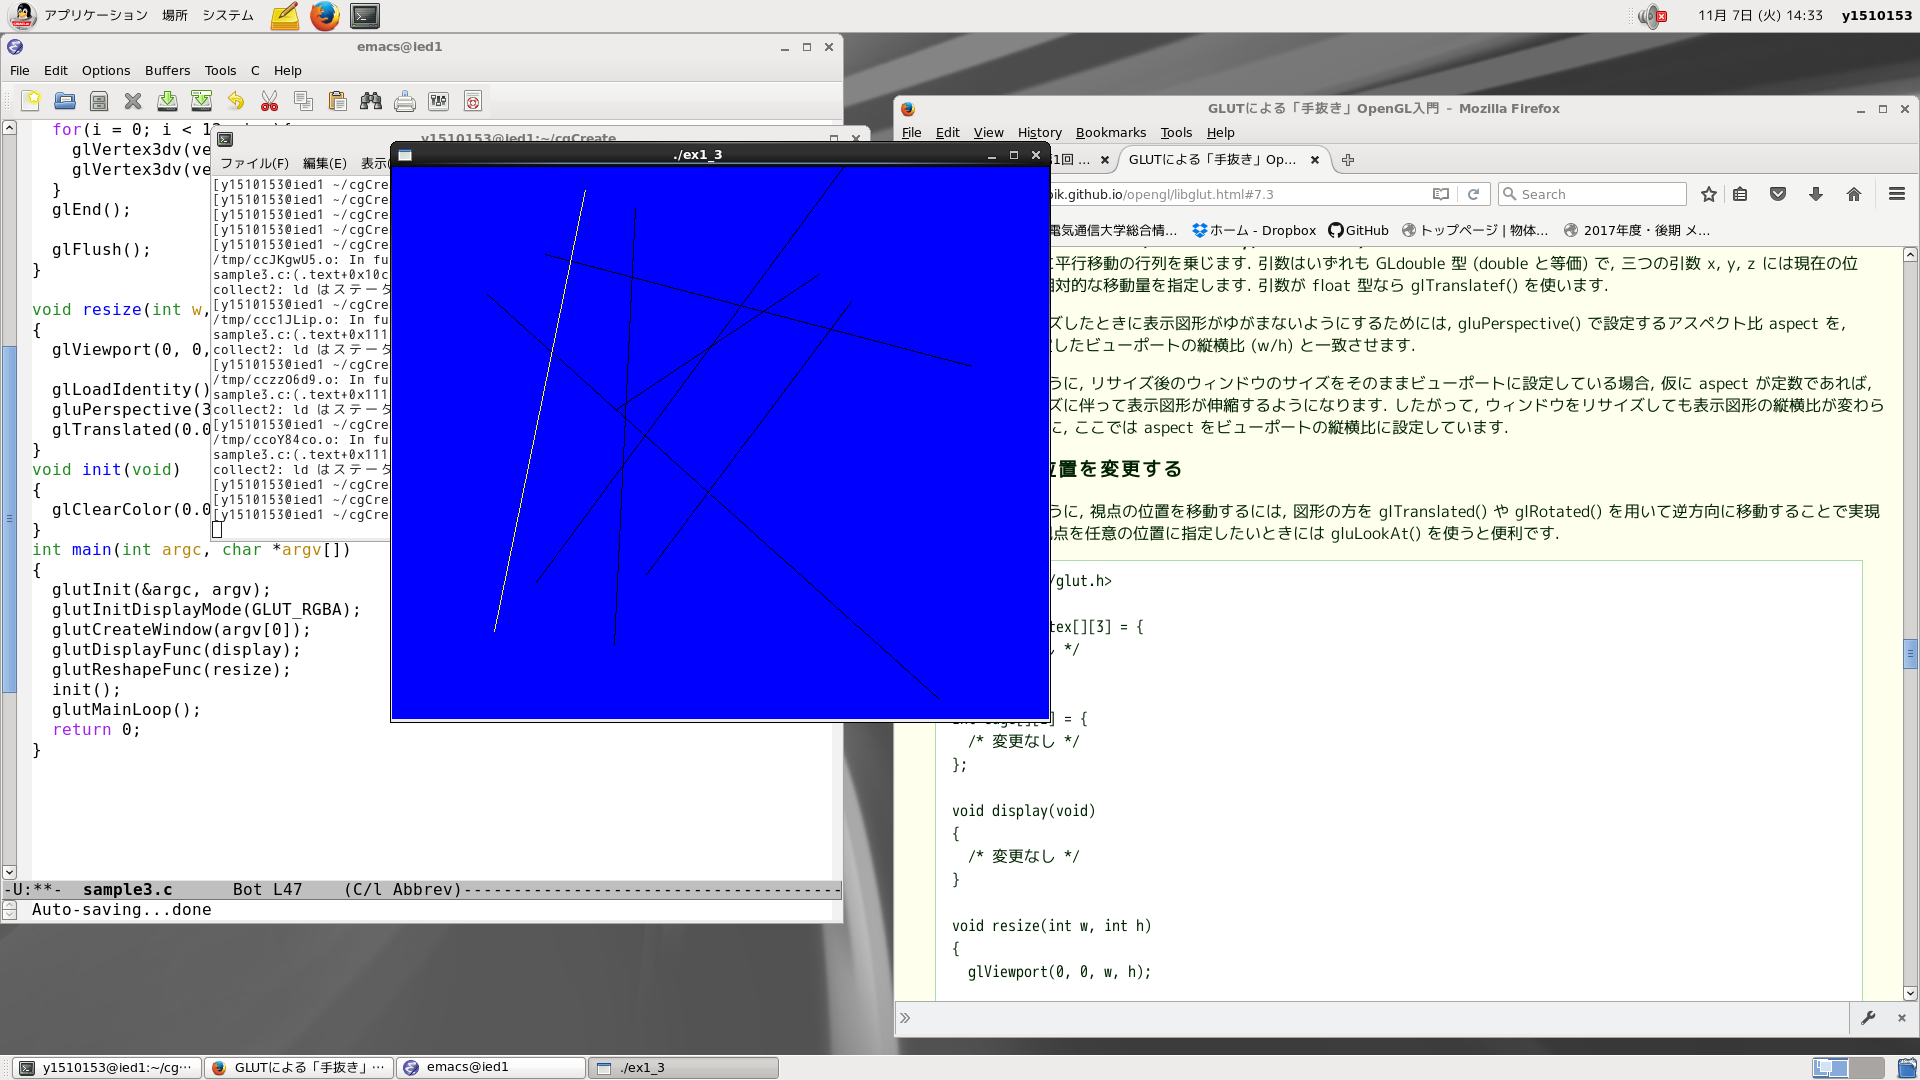 アプリケーション 場所 システム
11月 7日 (火) 14:33 y1510153
emacs@ied1
File Edit Options Buffers Tools C Help
for(i = 0; i < 1
glVertex3dv(ve
glVertex3dv(ve
}
glEnd();
glFlush();
}
void resize(int w,
{
glViewport(0, 0,
glLoadIdentity()
gluPerspective(3
glTranslated(0.0
}
void init(void)
{
glClearColor(0.0
}
int main(int argc, char *argv[])
{
glutInit(&argc, argv);
glutInitDisplayMode(GLUT_RGBA);
glutCreateWindow(argv[0]);
glutDisplayFunc(display);
glutReshapeFunc(resize);
init();
glutMainLoop();
return 0;
}
-U:**- sample3.c Bot L47 (C/l Abbrev)--------------------------------------
Auto-saving...done
y1510153@ied1:~/cgCreate
ファイル(F) 編集(E) 表示(
[y1510153@ied1 ~/cgCre
[y1510153@ied1 ~/cgCre
[y1510153@ied1 ~/cgCre
[y1510153@ied1 ~/cgCre
[y1510153@ied1 ~/cgCre
/tmp/ccJKgwU5.o: In fu
sample3.c:(.text+0x10c
collect2: ld はステータ
[y1510153@ied1 ~/cgCre
/tmp/ccc1JLip.o: In fu
sample3.c:(.text+0x111
collect2: ld はステータ
[y1510153@ied1 ~/cgCre
/tmp/cczzO6d9.o: In fu
sample3.c:(.text+0x111
collect2: ld はステータ
[y1510153@ied1 ~/cgCre
/tmp/ccoY84co.o: In fu
sample3.c:(.text+0x111
collect2: ld はステータ
[y1510153@ied1 ~/cgCre
[y1510153@ied1 ~/cgCre
[y1510153@ied1 ~/cgCre
./ex1_3
GLUTによる「手抜き」OpenGL入門 - Mozilla Firefox
File Edit View History Bookmarks Tools Help
1回 ... GLUTによる「手抜き」Op...
bik.github.io/opengl/libglut.html#7.3 Search
電気通信大学総合情... ホーム - Dropbox GitHub トップページ | 物体... 2017年度・後期 メ...
に平行移動の行列を乗じます. 引数はいずれも GLdouble 型 (double と等価) で, 三つの引数 x, y, z には現在の位
相対的な移動量を指定します. 引数が float 型なら glTranslatef() を使います.
ズしたときに表示図形がゆがまないようにするためには, gluPerspective() で設定するアスペクト比 aspect を,
したビューポートの縦横比 (w/h) と一致させます.
うに, リサイズ後のウィンドウのサイズをそのままビューポートに設定している場合, 仮に aspect が定数であれば,
ズに伴って表示図形が伸縮するようになります. したがって, ウィンドウをリサイズしても表示図形の縦横比が変わら
に, ここでは aspect をビューポートの縦横比に設定しています.
位置を変更する
うに, 視点の位置を移動するには, 図形の方を glTranslated() や glRotated() を用いて逆方向に移動することで実現
点を任意の位置に指定したいときには gluLookAt() を使うと便利です.
/glut.h>
tex[][3] = {
*/
] = {
/* 変更なし */
};
void display(void)
{
/* 変更なし */
}
void resize(int w, int h)
{
glViewport(0, 0, w, h);
y1510153@ied1:~/cg… GLUTによる「手抜き」… emacs@ied1 ./ex1_3